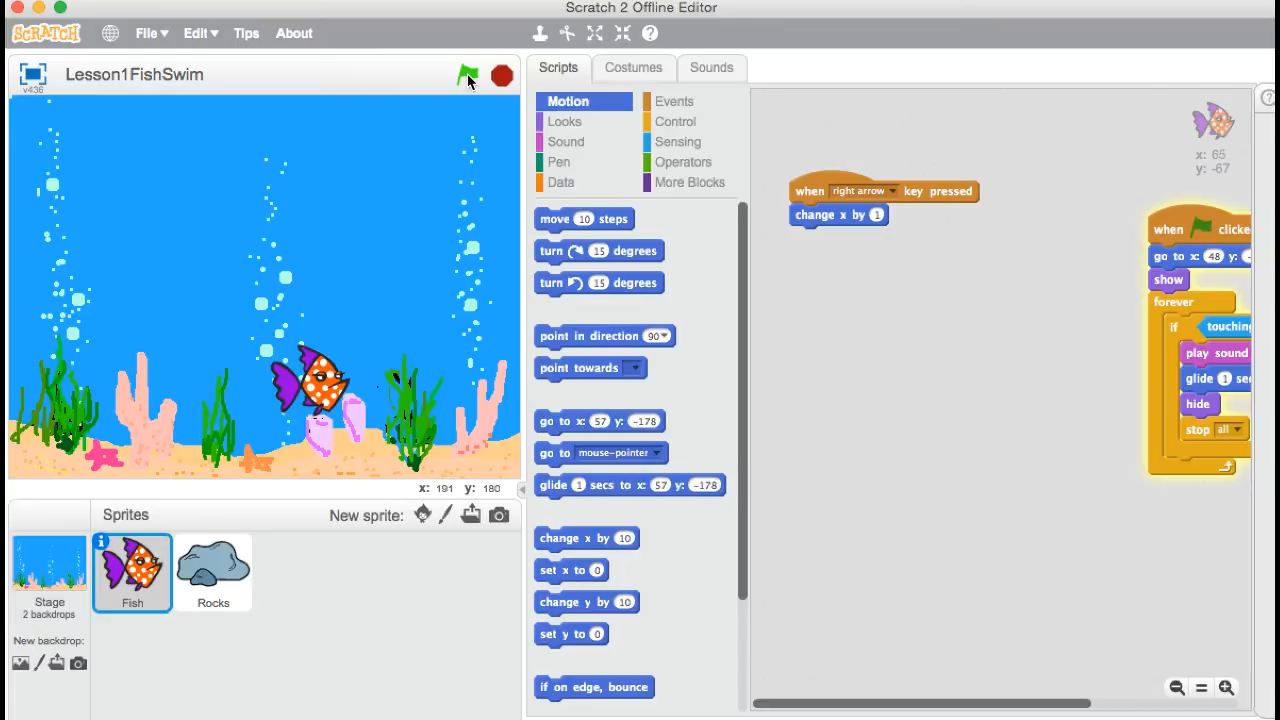 Scratch 2 Offline Editor
SCRATCH File Edit Tips About
v436 Lesson1FishSwim
Scripts Costumes Sounds
Motion Events
Looks Control
Sound Sensing
Pen Operators
Data More Blocks
move 10 steps
turn 15 degrees
turn 15 degrees
point in direction 90
point towards
go to x: 57 y: -178
go to mouse-pointer
glide 1 secs to x: 57 y: -178
change x by 10
set x to 0
change y by 10
set y to 0
if on edge, bounce
when right arrow key pressed
change x by 1
x: 65
y: -67
when clicke
go to x: 48 y: -
show
forever
if touching
play sound
glide 1 sec
hide
stop all
x: 191 y: 180
Sprites New sprite:
Stage
2 backdrops
New backdrop:
Fish
Rocks